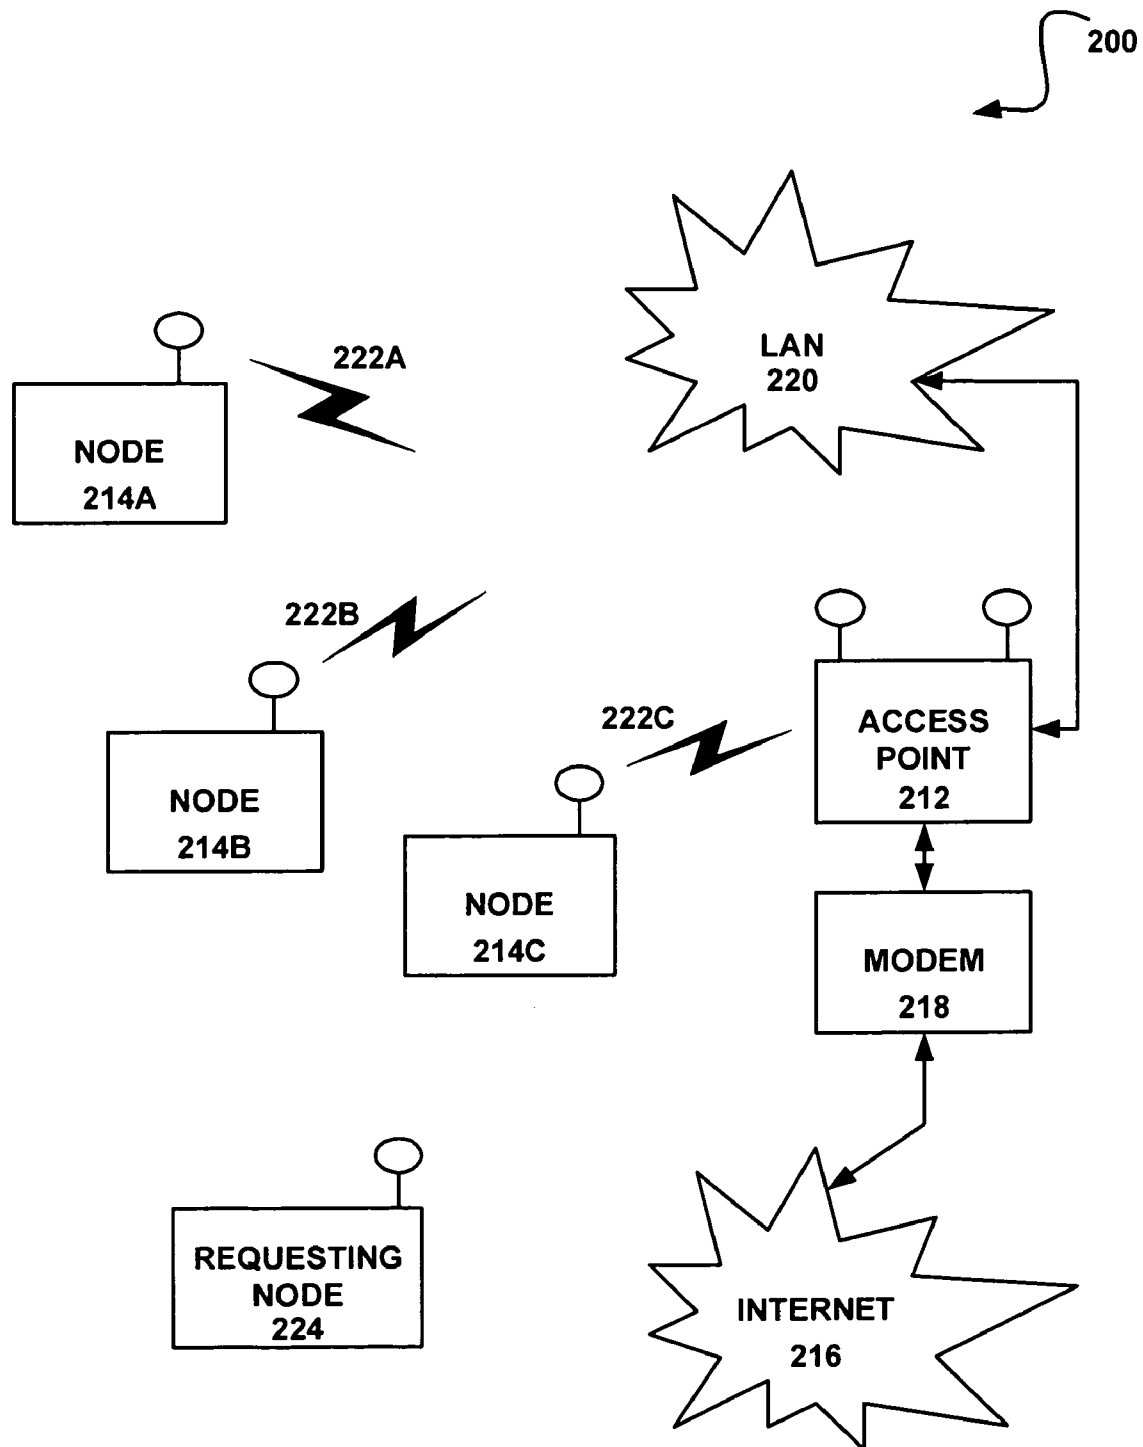 200
LAN
220
222A
NODE
214A
222B
222C
ACCESS
POINT
212
NODE
214B
NODE
214C
MODEM
218
REQUESTING
NODE
224
INTERNET
216